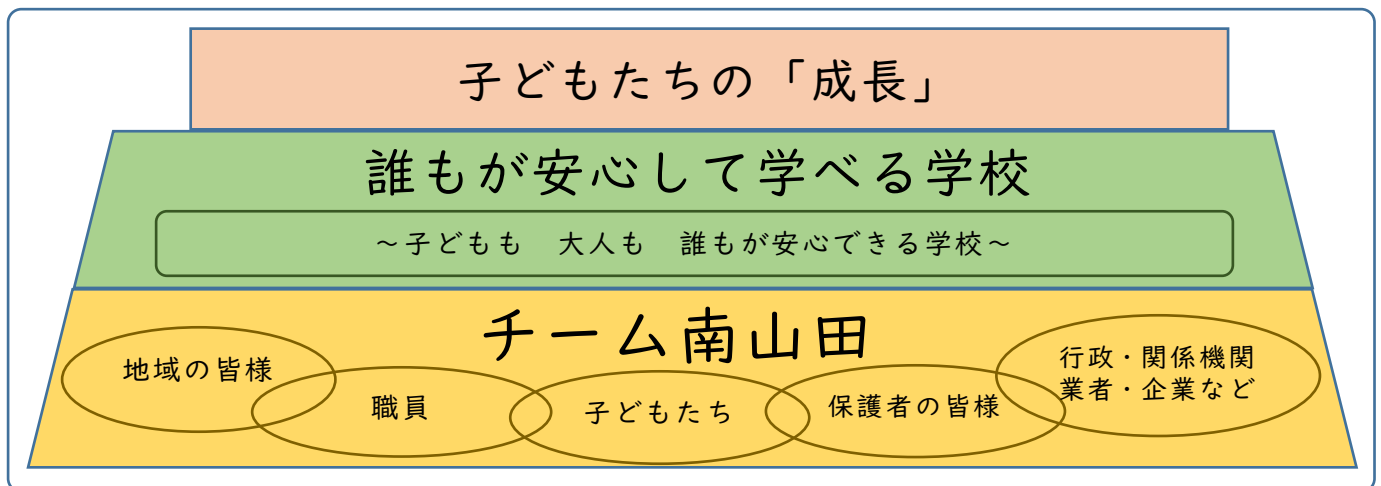 子どもたちの「成長」
誰もが安心して学べる学校
～子どもも　大人も　誰もが安心できる学校～
チーム南山田
地域の皆様
職員
子どもたち
保護者の皆様
行政・関係機関
業者・企業など